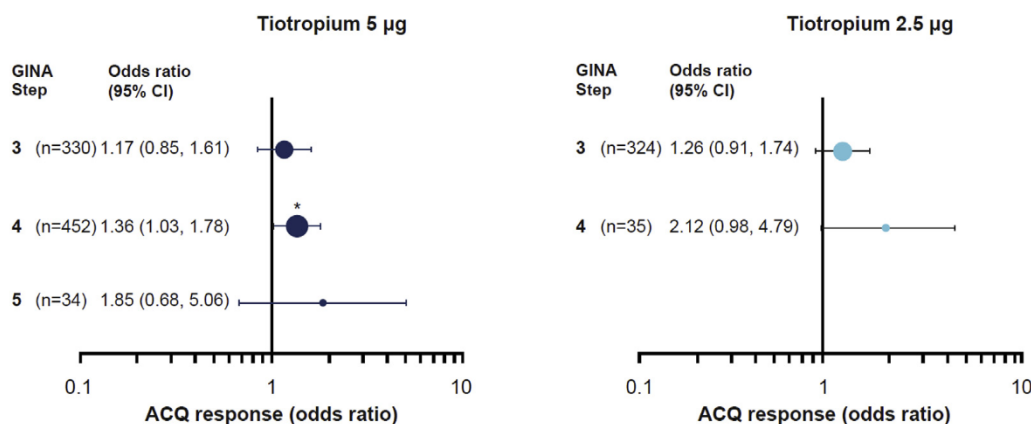 Tiotropium 5 µg
GINA Step
Odds ratio (95% CI)
3 (n=330) 1.17 (0.85, 1.61)
*
4 (n=452) 1.36 (1.03, 1.78)
5 (n=34) 1.85 (0.68, 5.06)
0.1 1 10
ACQ response (odds ratio)
Tiotropium 2.5 µg
GINA Step
Odds ratio (95% CI)
3 (n=324) 1.26 (0.91, 1.74)
4 (n=35) 2.12 (0.98, 4.79)
0.1 1 10
ACQ response (odds ratio)